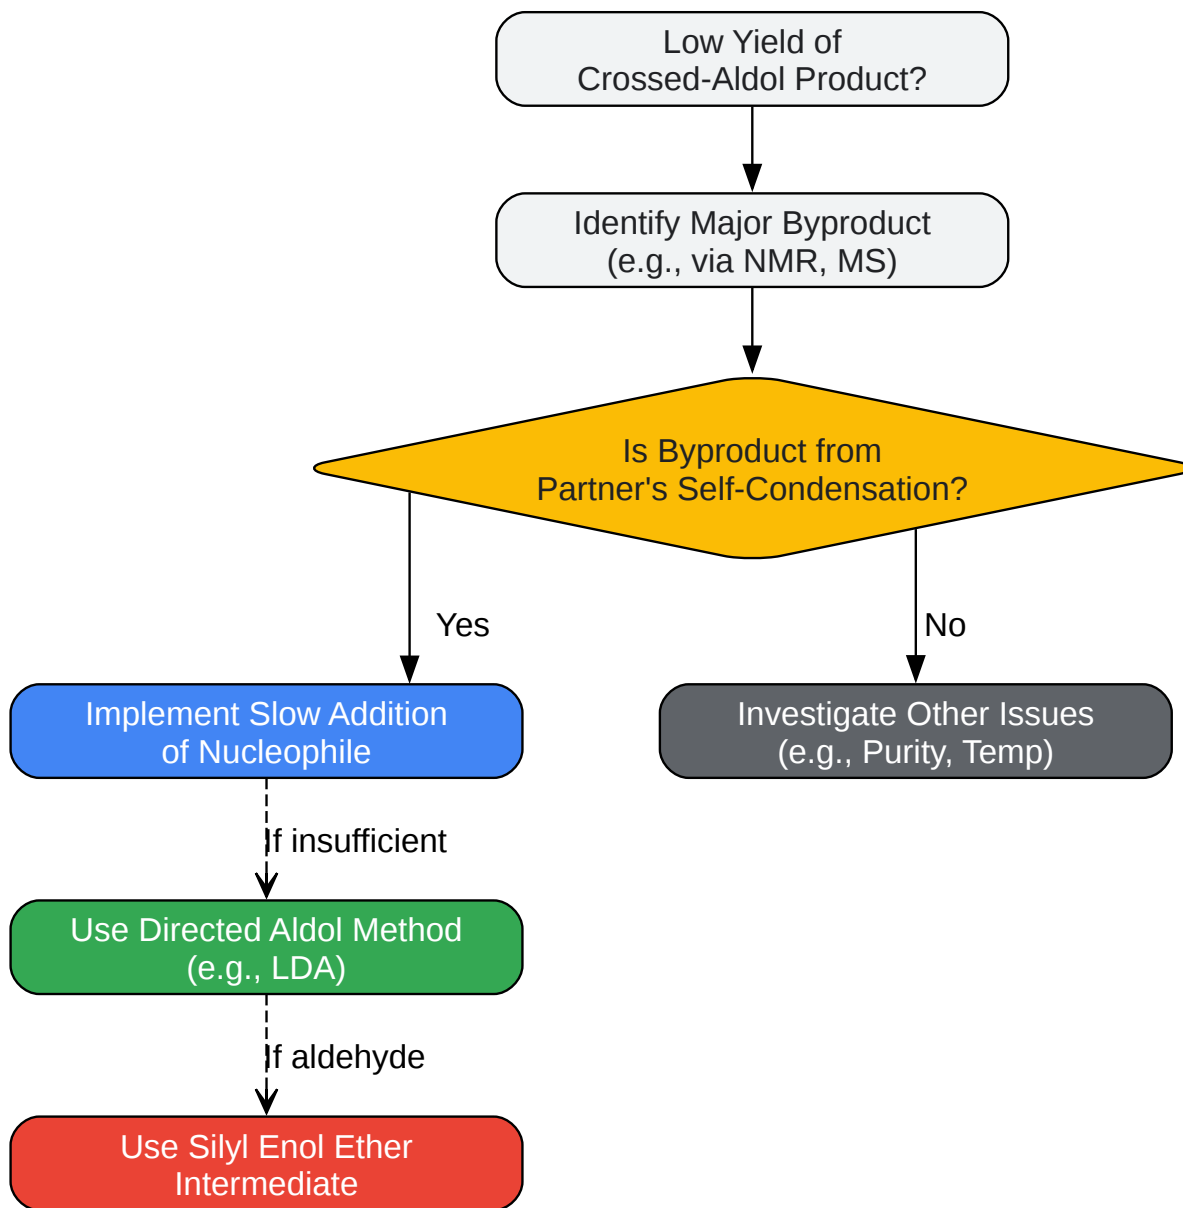 Low Yield of
Crossed-Aldol Product?
Identify Major Byproduct
(e.g., via NMR, MS)
Is Byproduct from
Partner's Self-Condensation?
Yes
No
Implement Slow Addition
of Nucleophile
Investigate Other Issues
(e.g., Purity, Temp)
If insufficient
Use Directed Aldol Method
(e.g., LDA)
If aldehyde
Use Silyl Enol Ether
Intermediate